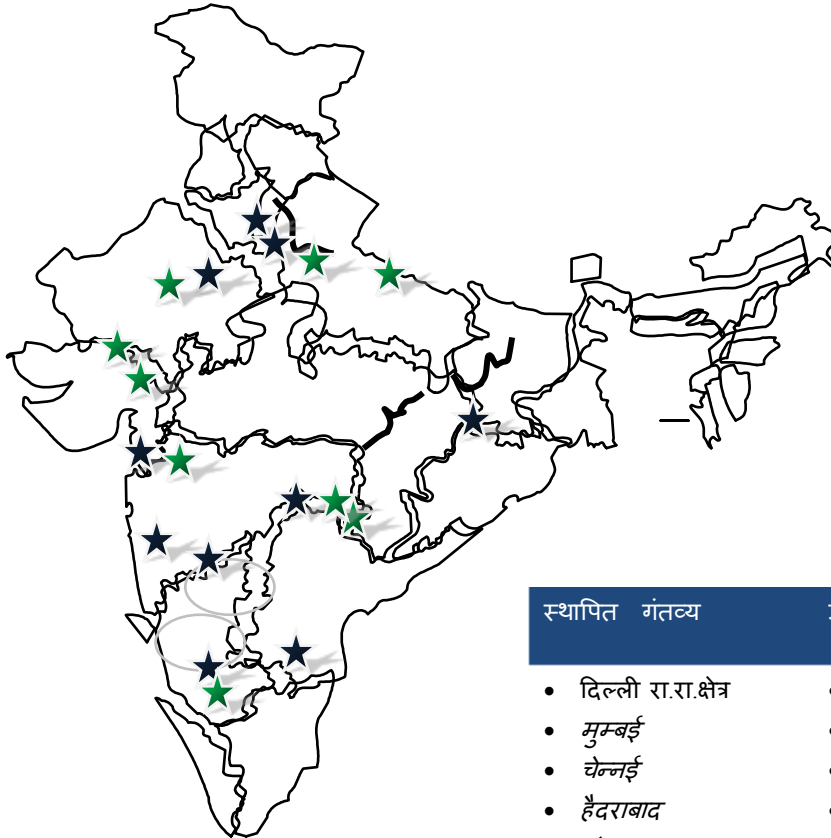 स्थापित गंतव्य
• दिल्ली रा.रा.क्षेत्र
• मुम्बई
• चेन्नई
• हैदराबाद